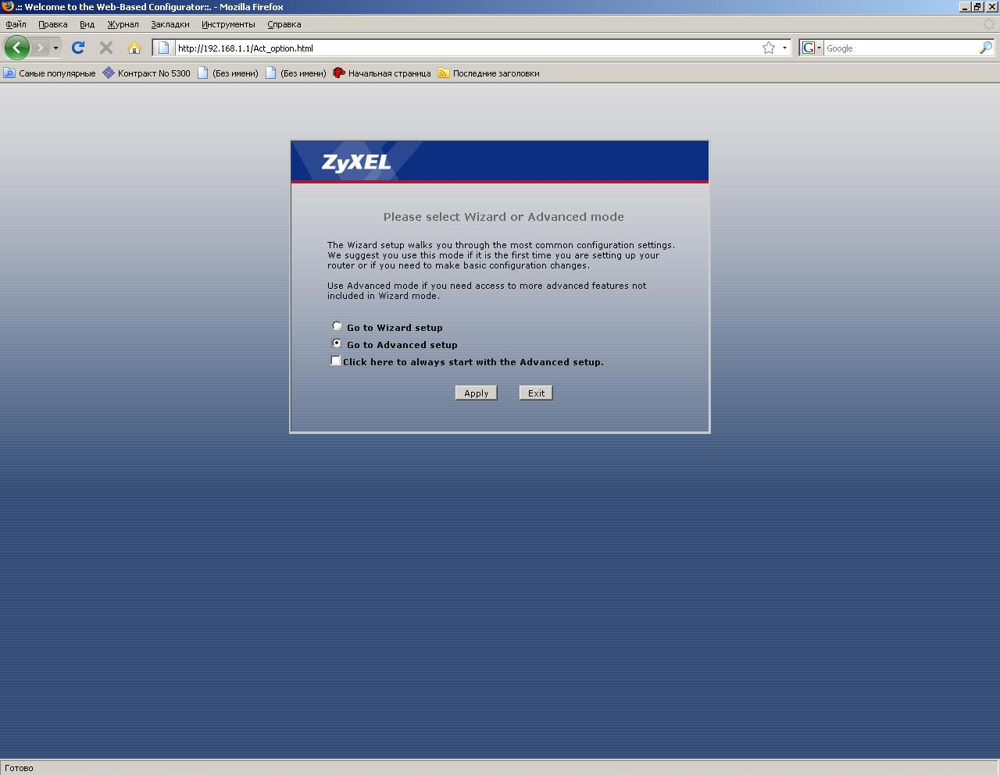 .:: Welcome to the Web-Based Configurator::. - Mozilla Firefox
Файл Правка Вид Журнал Закладки Инструменты Справка
http://192.168.1.1/Act_option.html
G Google
Самые популярные Контракт No 5300 (Без имени) (Без имени) Начальная страница Последние заголовки
ZyXEL
Please select Wizard or Advanced mode
The Wizard setup walks you through the most common configuration settings.
We suggest you use this mode if it is the first time you are setting up your
router or if you need to make basic configuration changes.
Use Advanced mode if you need access to more advanced features not
included in Wizard mode.
Go to Wizard setup
Go to Advanced setup
Click here to always start with the Advanced setup.
Apply Exit
Готово